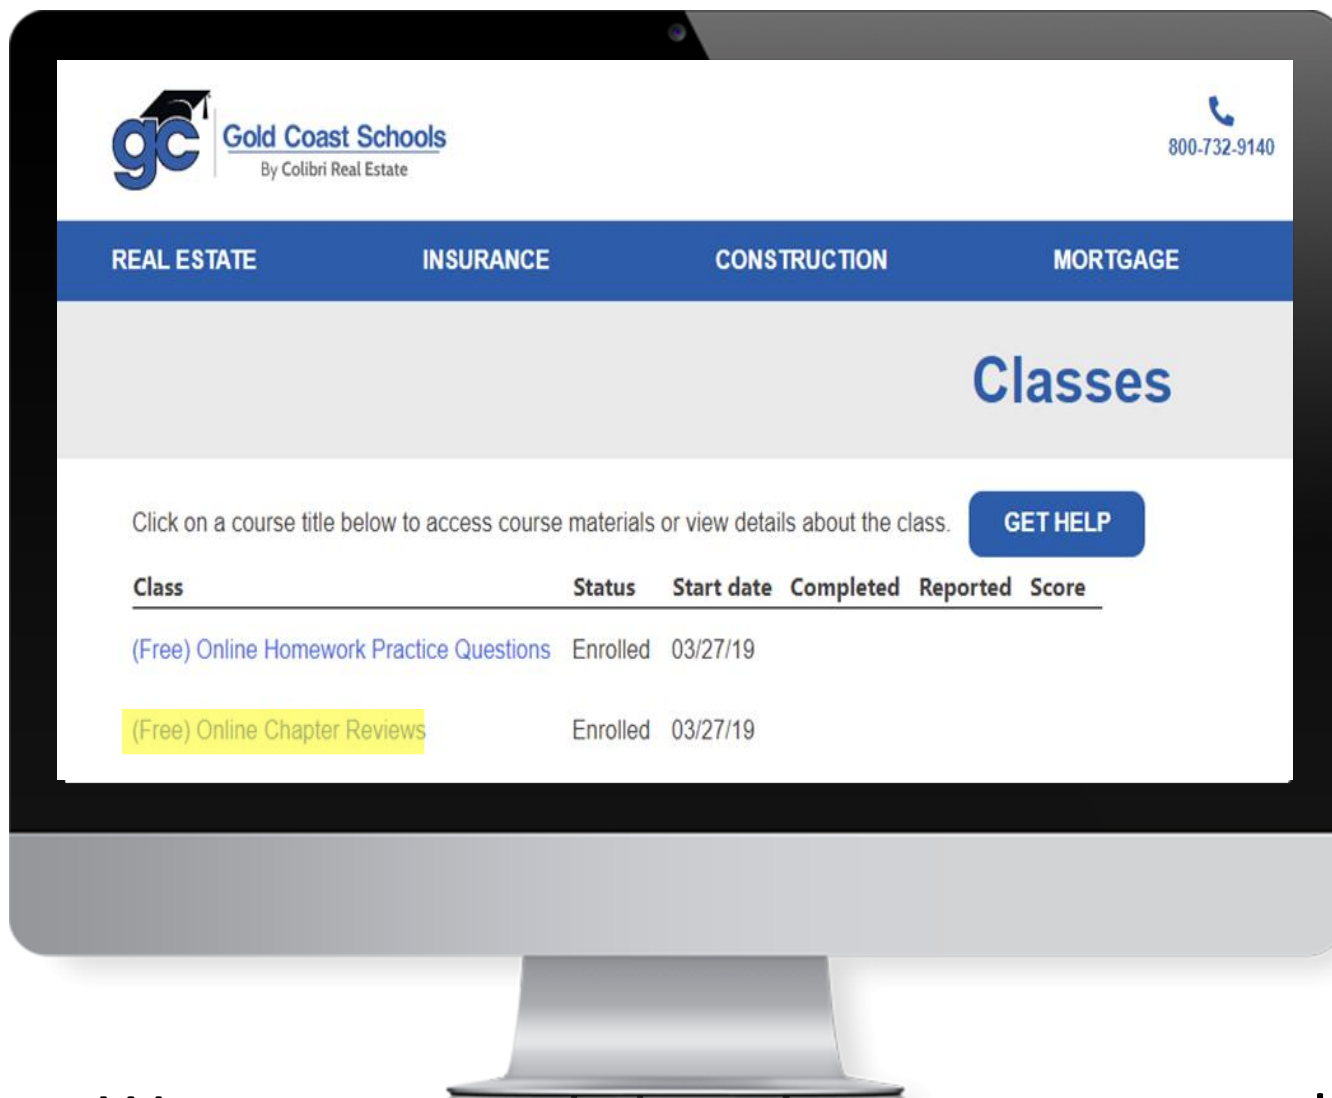 gc
Gold Coast Schools
By Colibri Real Estate
800-732-9140
REAL ESTATE INSURANCE CONSTRUCTION MORTGAGE
Classes
Click on a course title below to access course materials or view details about the class. GET HELP
Class Status Start date Completed Reported Score
(Free) Online Homework Practice Questions Enrolled 03/27/19
(Free) Online Chapter Reviews Enrolled 03/27/19